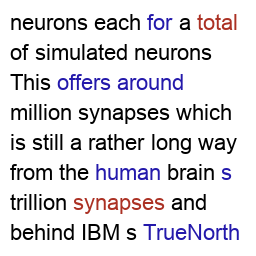 neurons each for a total
of simulated neurons
This offers around
million synapses which
is still a rather long way
from the human brain s
trillion synapses and
behind IBM s TrueNorth